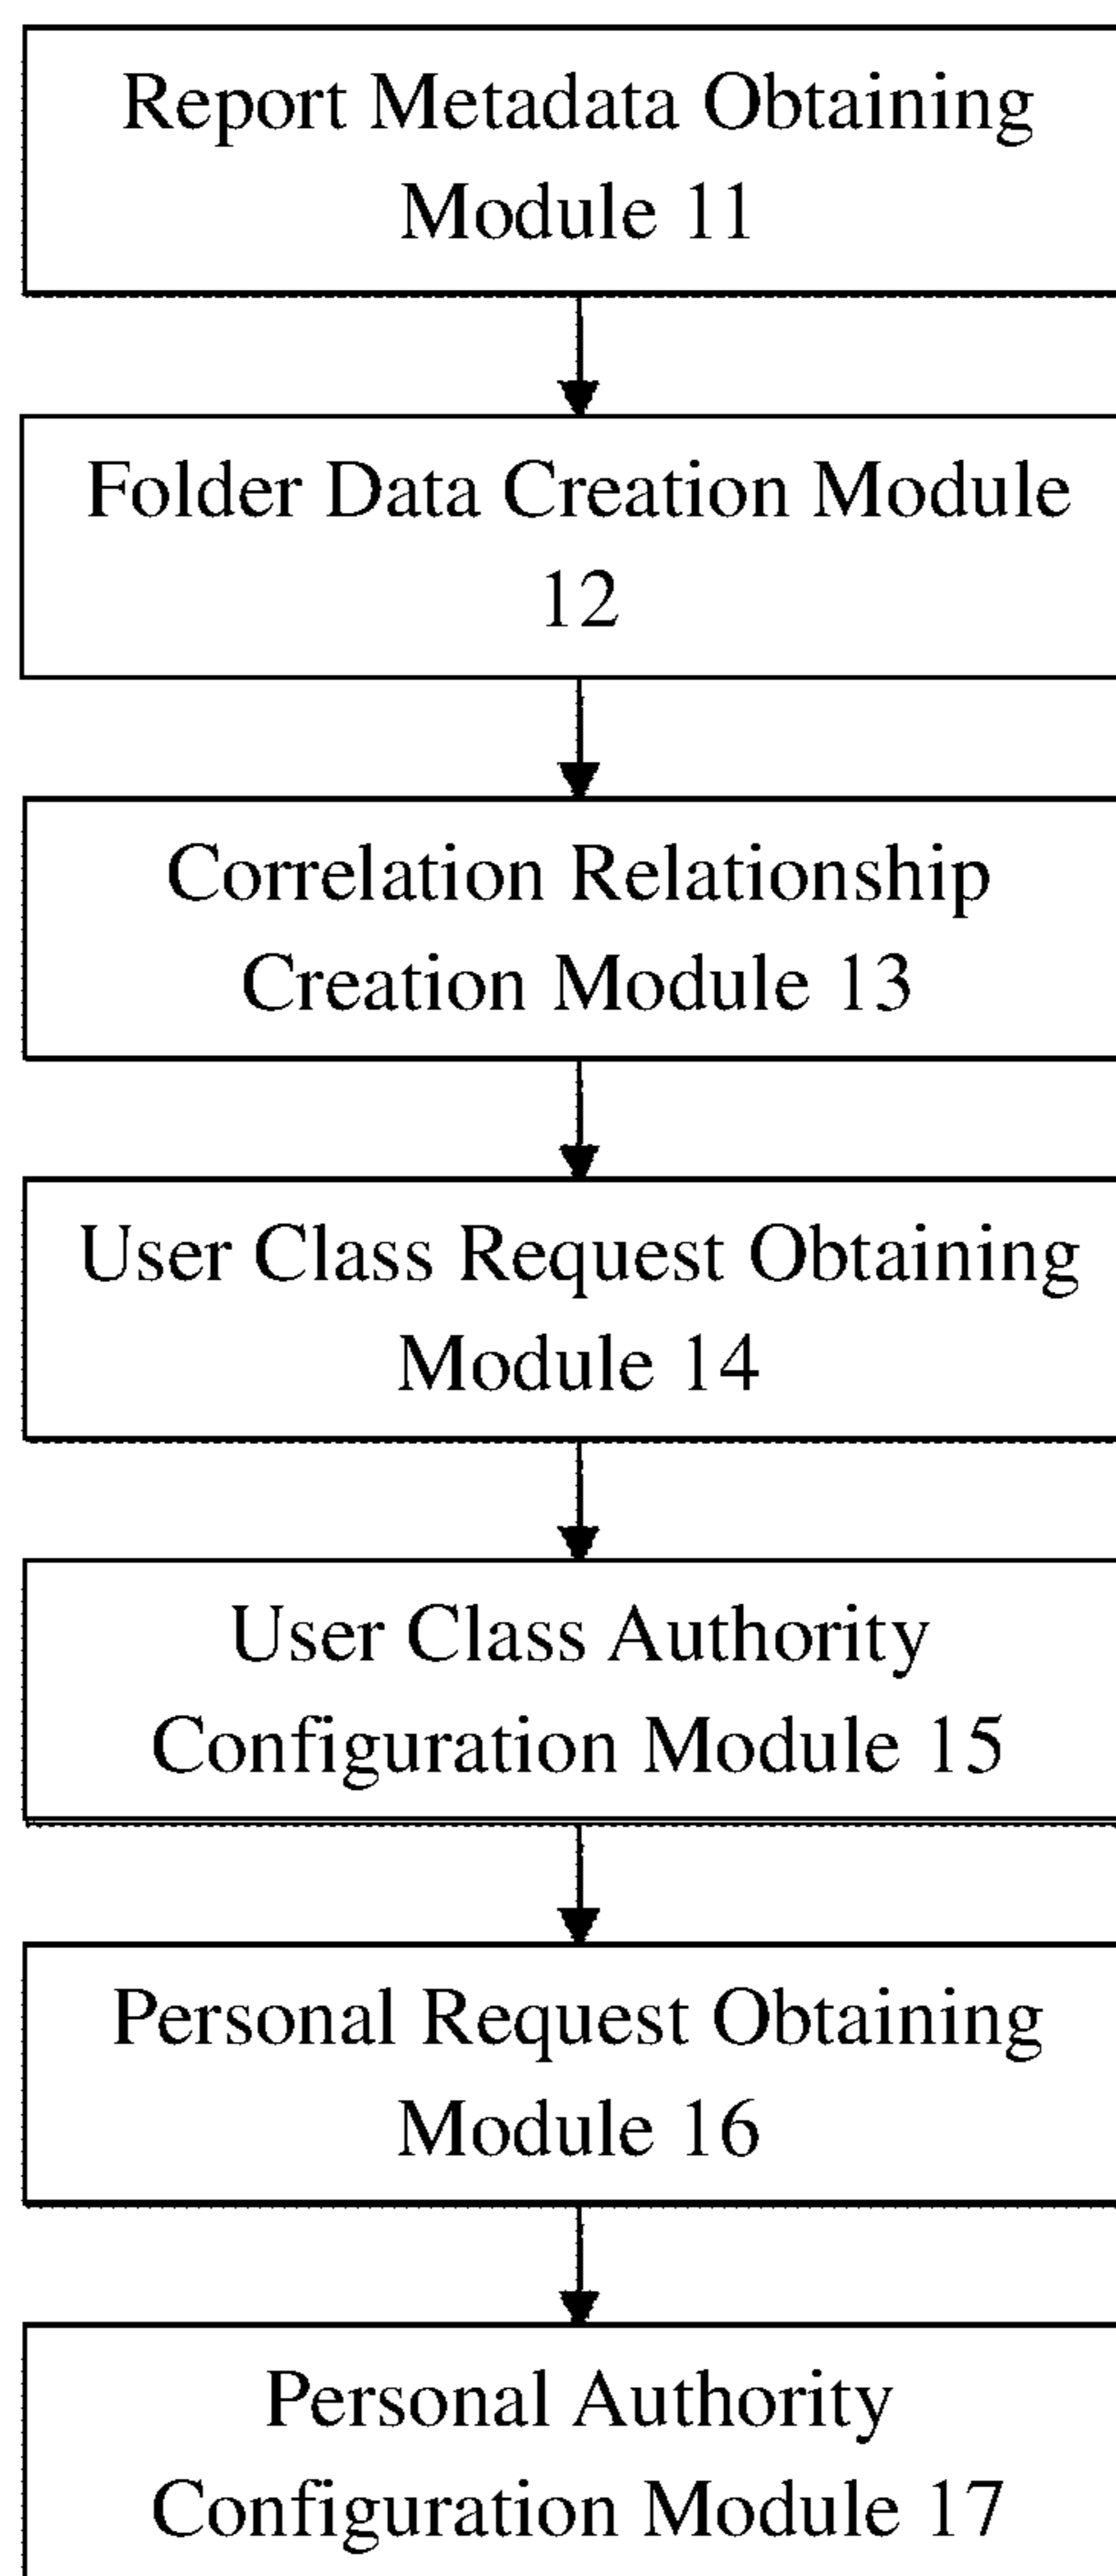 Report Metadata Obtaining
Module 11
Folder Data Creation Module
12
Correlation Relationship
Creation Module 13
User Class Request Obtaining
Module 14
User Class Authority
Configuration Module 15
Personal Request Obtaining
Module 16
Personal Authority
Configuration Module 17